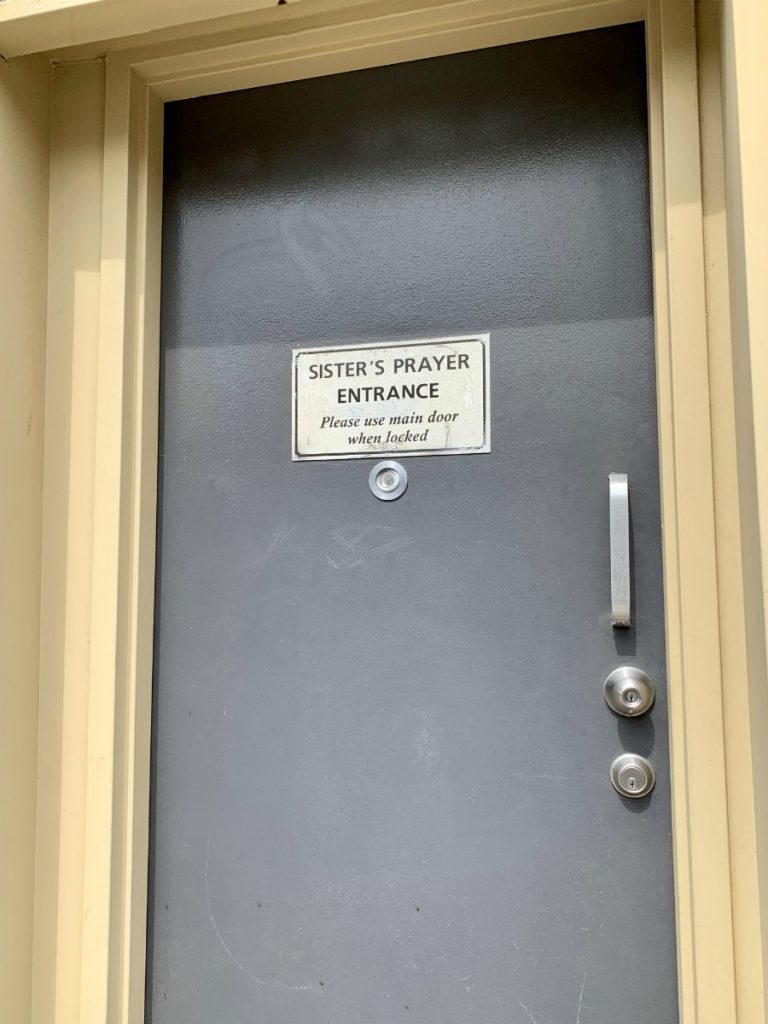 SISTER'S PRAYER
ENTRANCE
Please use main door
when locked